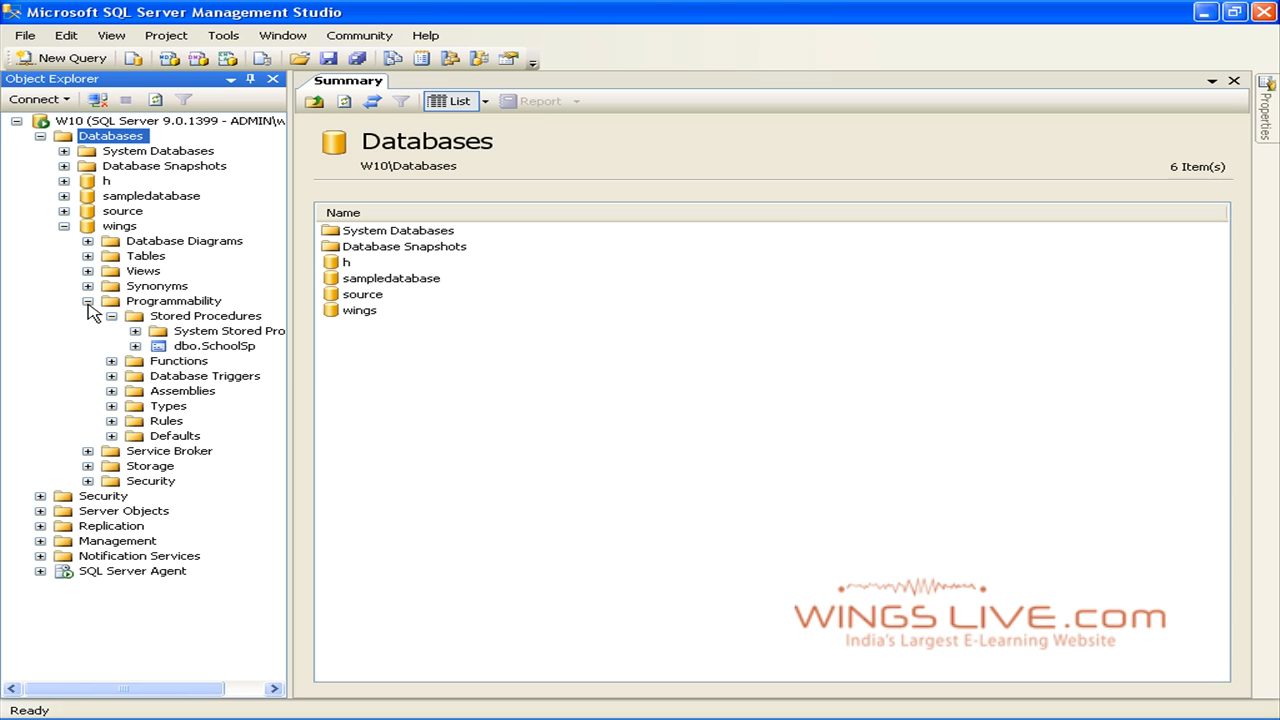 Microsoft SQL Server Management Studio
File Edit View Project Tools Window Community Help
New Query
Object Explorer
Connect
W10 (SQL Server 9.0.1399 - ADMIN\w
Databases
System Databases
Database Snapshots
h
sampledatabase
source
wings
Database Diagrams
Tables
Views
Synonyms
Programmability
Stored Procedures
System Stored Pro
dbo.SchoolSp
Functions
Database Triggers
Assemblies
Types
Rules
Defaults
Service Broker
Storage
Security
Security
Server Objects
Replication
Management
Notification Services
SQL Server Agent
Summary
List Report
Databases
W10\Databases
6 Item(s)
Name
System Databases
Database Snapshots
h
sampledatabase
source
wings
WINGS LIVE.com
India's Largest E-Learning Website
Properties
Ready